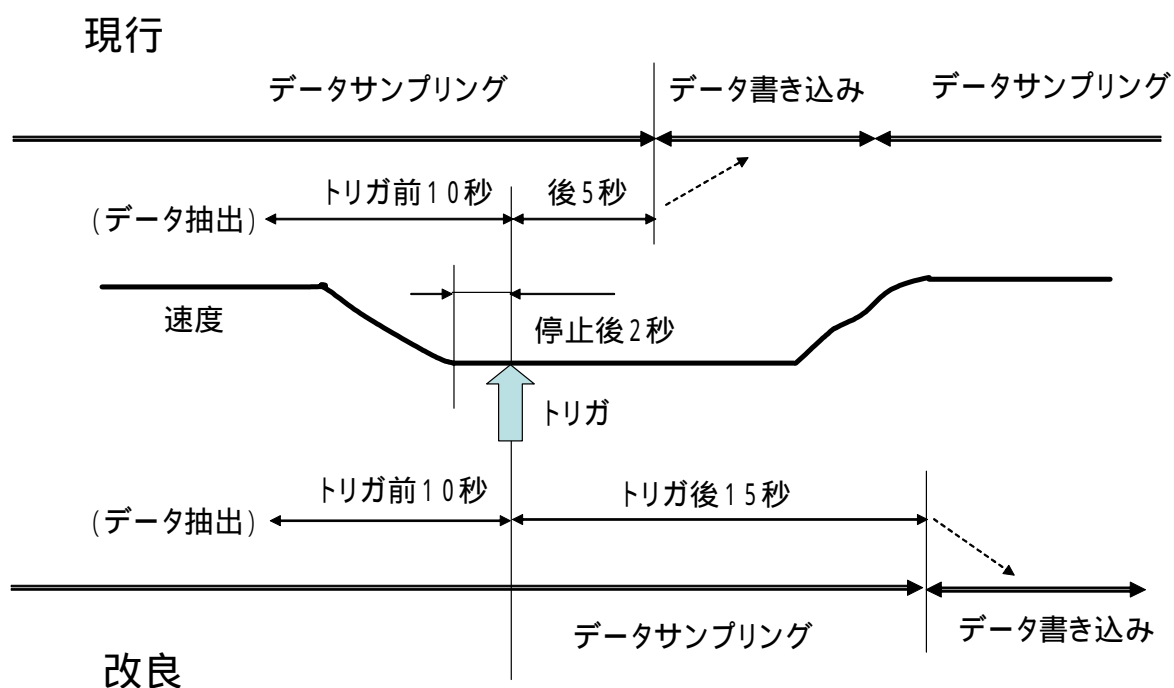 現行
データサンプリング
データ書き込み
データサンプリング
トリガ前10秒
後5秒
(データ抽出)
速度
停止後2秒
トリガ
トリガ前10秒
トリガ後15秒
(データ抽出)
データサンプリング
データ書き込み
改良